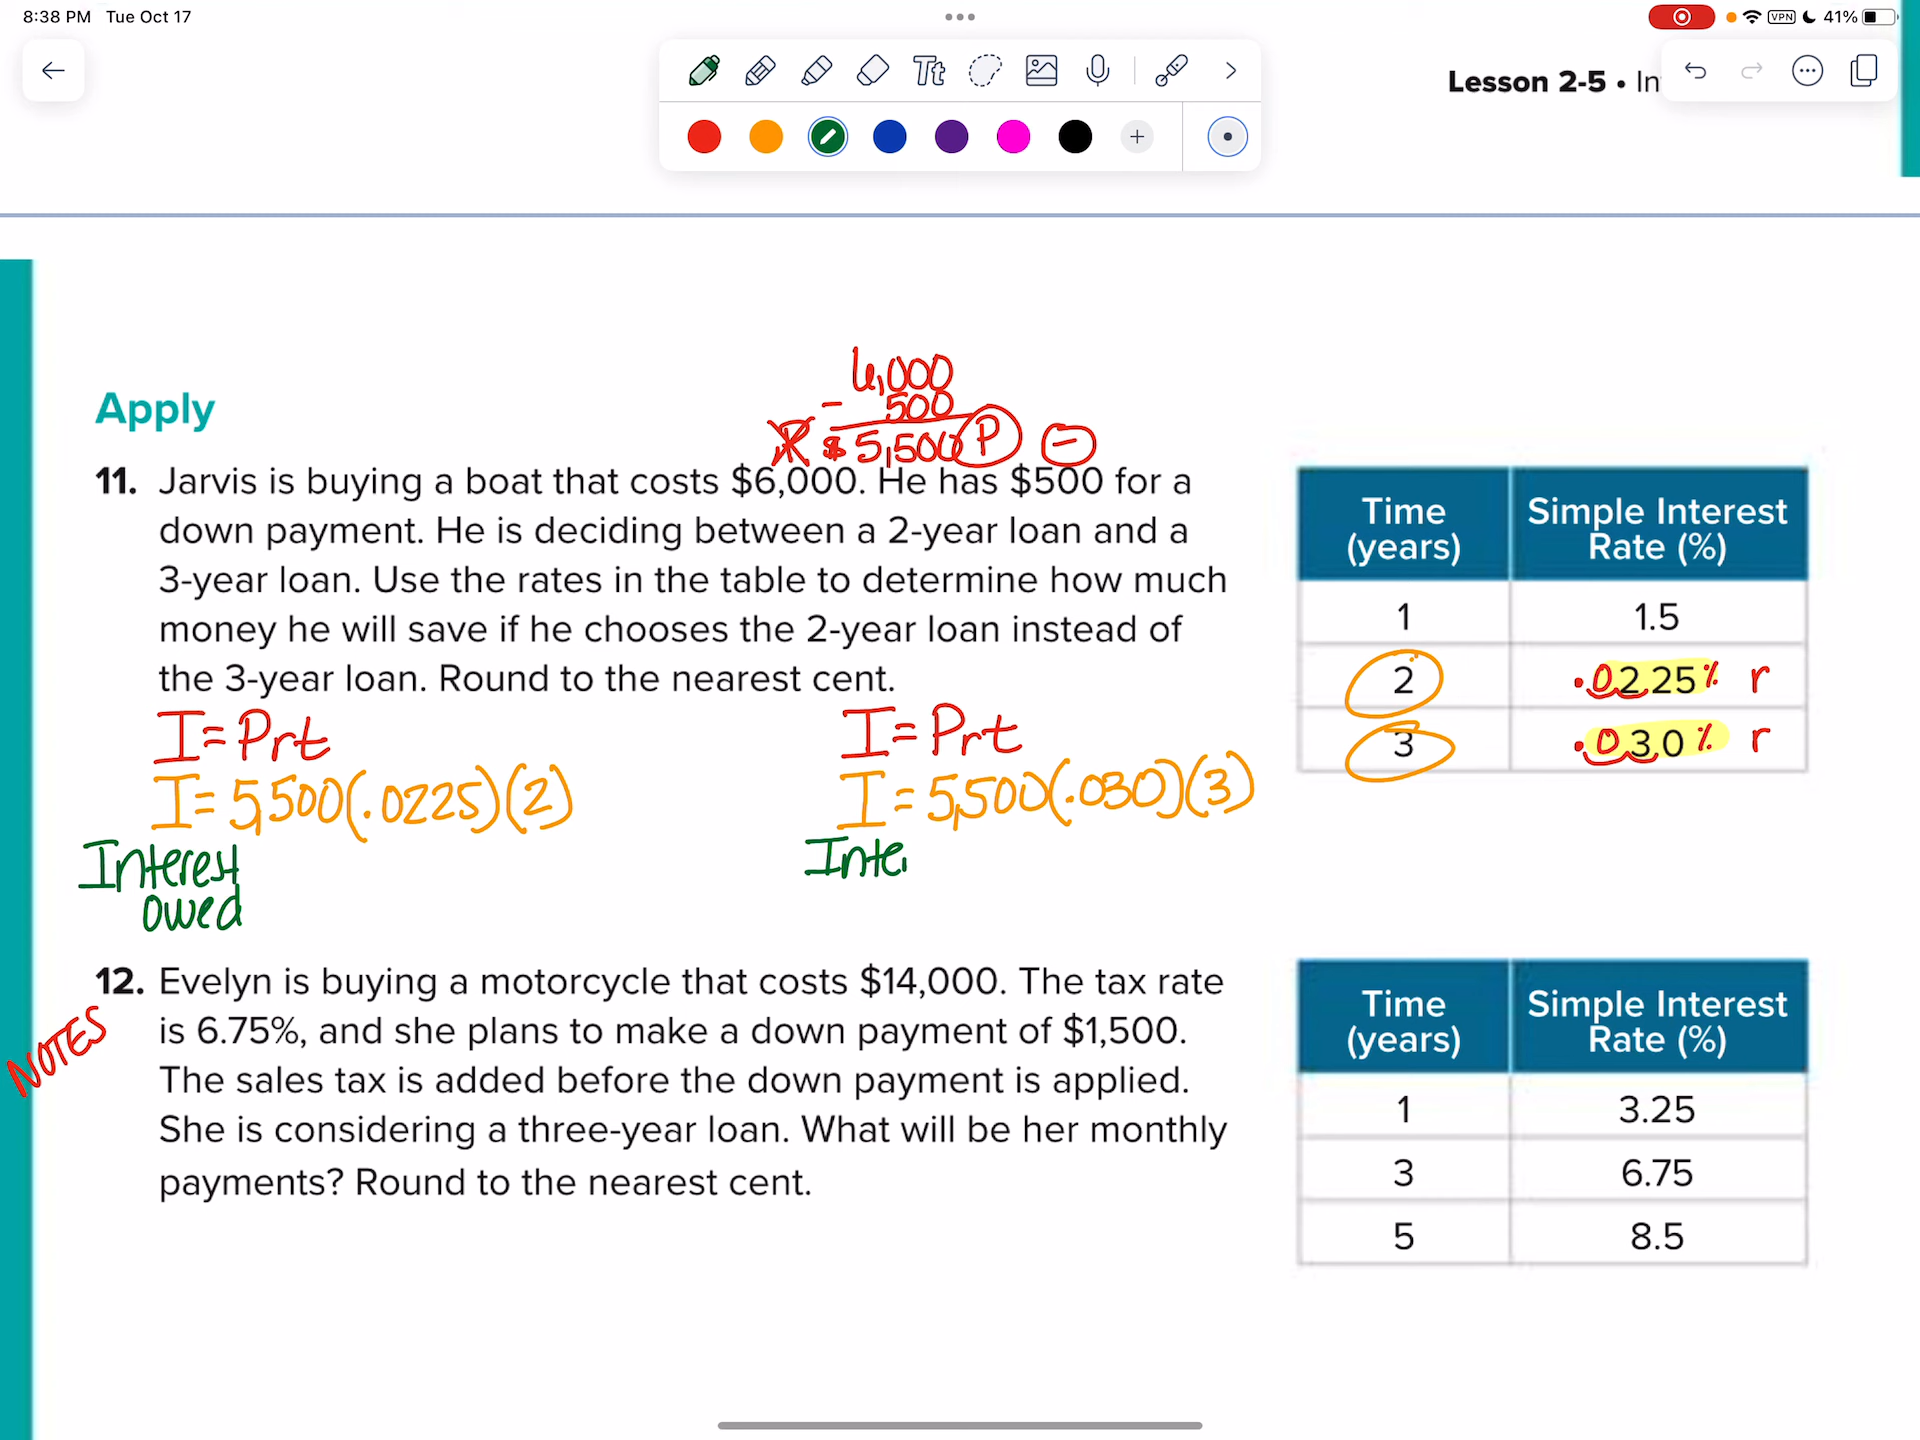 8:38 PM Tue Oct 17
VPN 41%
Tt
Lesson 2-5 • In
6,000
- 500
$ 5,500 P -
Apply
11. Jarvis is buying a boat that costs $6,000. He has $500 for a
down payment. He is deciding between a 2-year loan and a
3-year loan. Use the rates in the table to determine how much
money he will save if he chooses the 2-year loan instead of
the 3-year loan. Round to the nearest cent.
Time (years) Simple Interest Rate (%)
1 1.5
2 .02.25% r
3 .03.0% r
I=Prt
I=5,500(.0225)(2)
Interest
owed
I=Prt
I=5,500(.030)(3)
Inte
NOTES
12. Evelyn is buying a motorcycle that costs $14,000. The tax rate
is 6.75%, and she plans to make a down payment of $1,500.
The sales tax is added before the down payment is applied.
She is considering a three-year loan. What will be her monthly
payments? Round to the nearest cent.
Time (years) Simple Interest Rate (%)
1 3.25
3 6.75
5 8.5